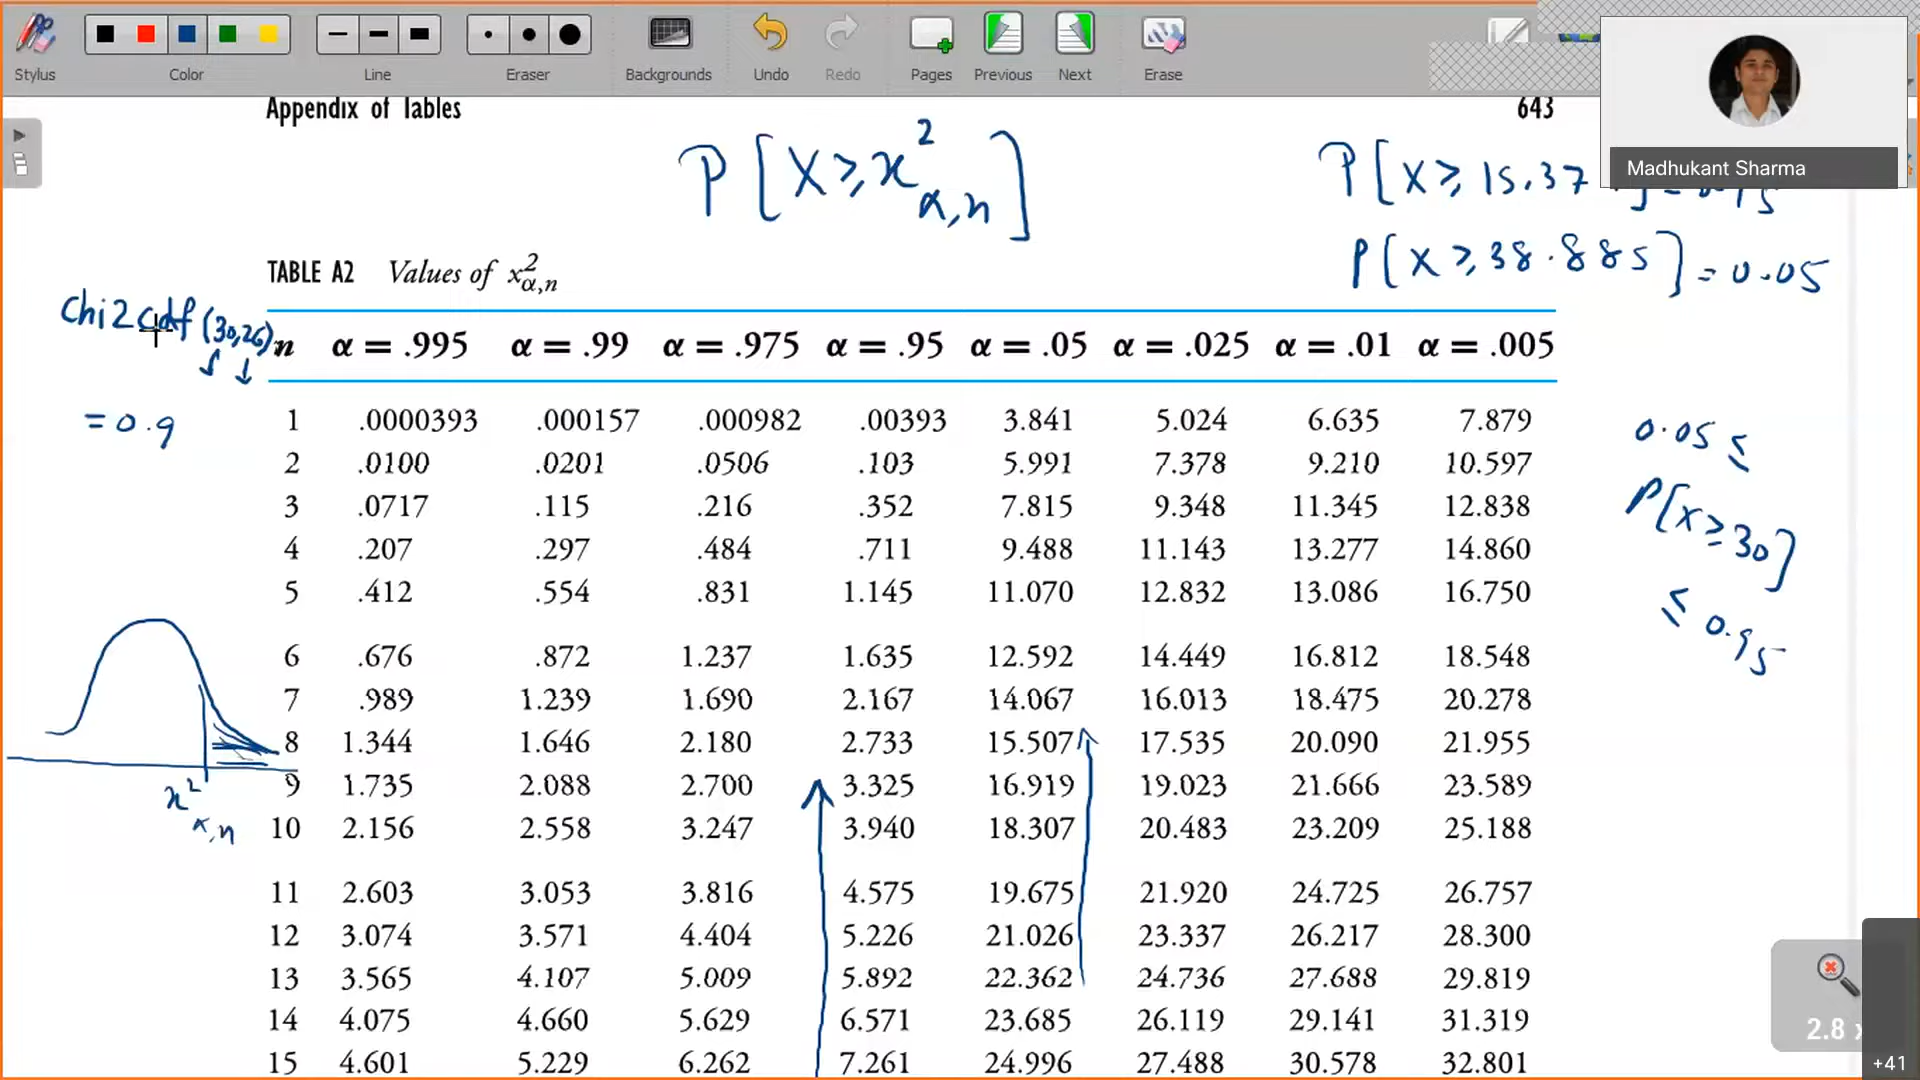 Stylus
Color
Line
Eraser
Backgrounds
Undo
Redo
Pages
Previous
Next
Erase
Madhukant Sharma
Appendix of Tables 643
P[X ≥ x²α,n]
P[X ≥ 15.37
P[X ≥ 38.885] = 0.05
TABLE A2 Values of x²α,n
chi2cdf(30,26)
= 0.9
n α = .995 α = .99 α = .975 α = .95 α = .05 α = .025 α = .01 α = .005
1 .0000393 .000157 .000982 .00393 3.841 5.024 6.635 7.879
2 .0100 .0201 .0506 .103 5.991 7.378 9.210 10.597
3 .0717 .115 .216 .352 7.815 9.348 11.345 12.838
4 .207 .297 .484 .711 9.488 11.143 13.277 14.860
5 .412 .554 .831 1.145 11.070 12.832 13.086 16.750
6 .676 .872 1.237 1.635 12.592 14.449 16.812 18.548
7 .989 1.239 1.690 2.167 14.067 16.013 18.475 20.278
8 1.344 1.646 2.180 2.733 15.507 17.535 20.090 21.955
9 1.735 2.088 2.700 3.325 16.919 19.023 21.666 23.589
10 2.156 2.558 3.247 3.940 18.307 20.483 23.209 25.188
11 2.603 3.053 3.816 4.575 19.675 21.920 24.725 26.757
12 3.074 3.571 4.404 5.226 21.026 23.337 26.217 28.300
13 3.565 4.107 5.009 5.892 22.362 24.736 27.688 29.819
14 4.075 4.660 5.629 6.571 23.685 26.119 29.141 31.319
15 4.601 5.229 6.262 7.261 24.996 27.488 30.578 32.801
x²α,n
0.05 ≤
P[X ≥ 30]
≤ 0.95
2.8 x
+41